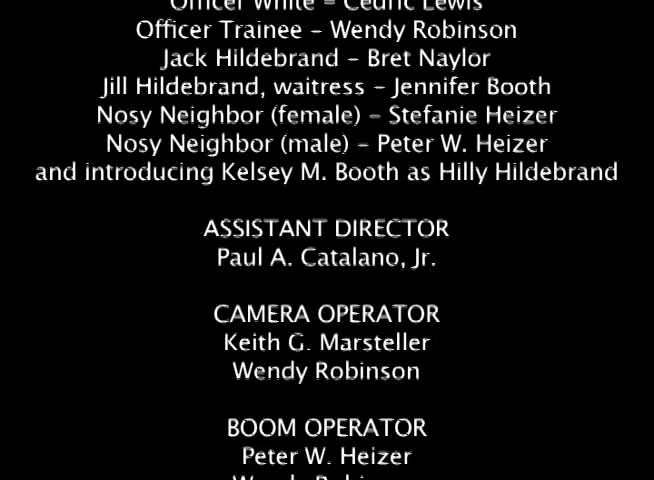 Officer White – Cedric Lewis
Officer Trainee – Wendy Robinson
Jack Hildebrand – Bret Naylor
Jill Hildebrand, waitress – Jennifer Booth
Nosy Neighbor (female) – Stefanie Heizer
Nosy Neighbor (male) – Peter W. Heizer
and introducing Kelsey M. Booth as Hilly Hildebrand
ASSISTANT DIRECTOR
Paul A. Catalano, Jr.
CAMERA OPERATOR
Keith G. Marsteller
Wendy Robinson
BOOM OPERATOR
Peter W. Heizer
Wendy Robinson